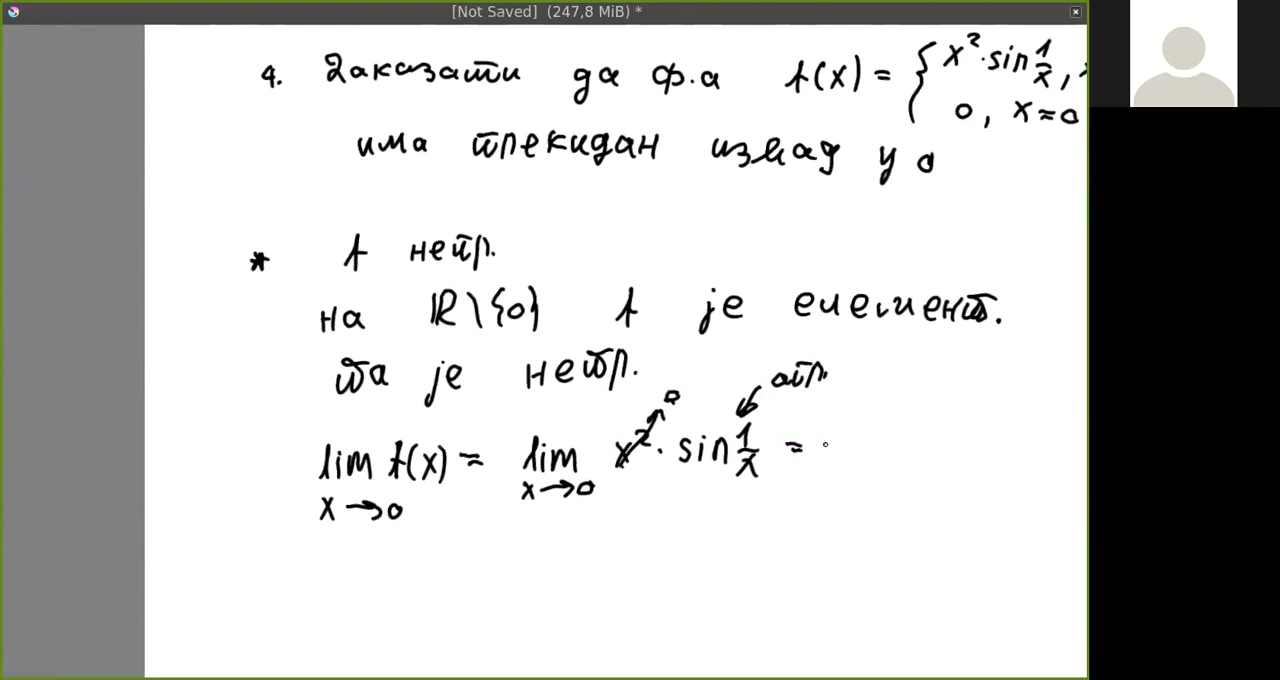 [Not Saved] (247,8 MiB) *
4. Доказати да ф.а f(x) = { x² · sin 1/x ,
0, x = 0
има прекидан извод у 0
* f непр.
на ℝ \ {0} f је елемент.
па је непр.
0 огр.
lim f(x) = lim x² · sin 1/x =
x → 0 x → 0